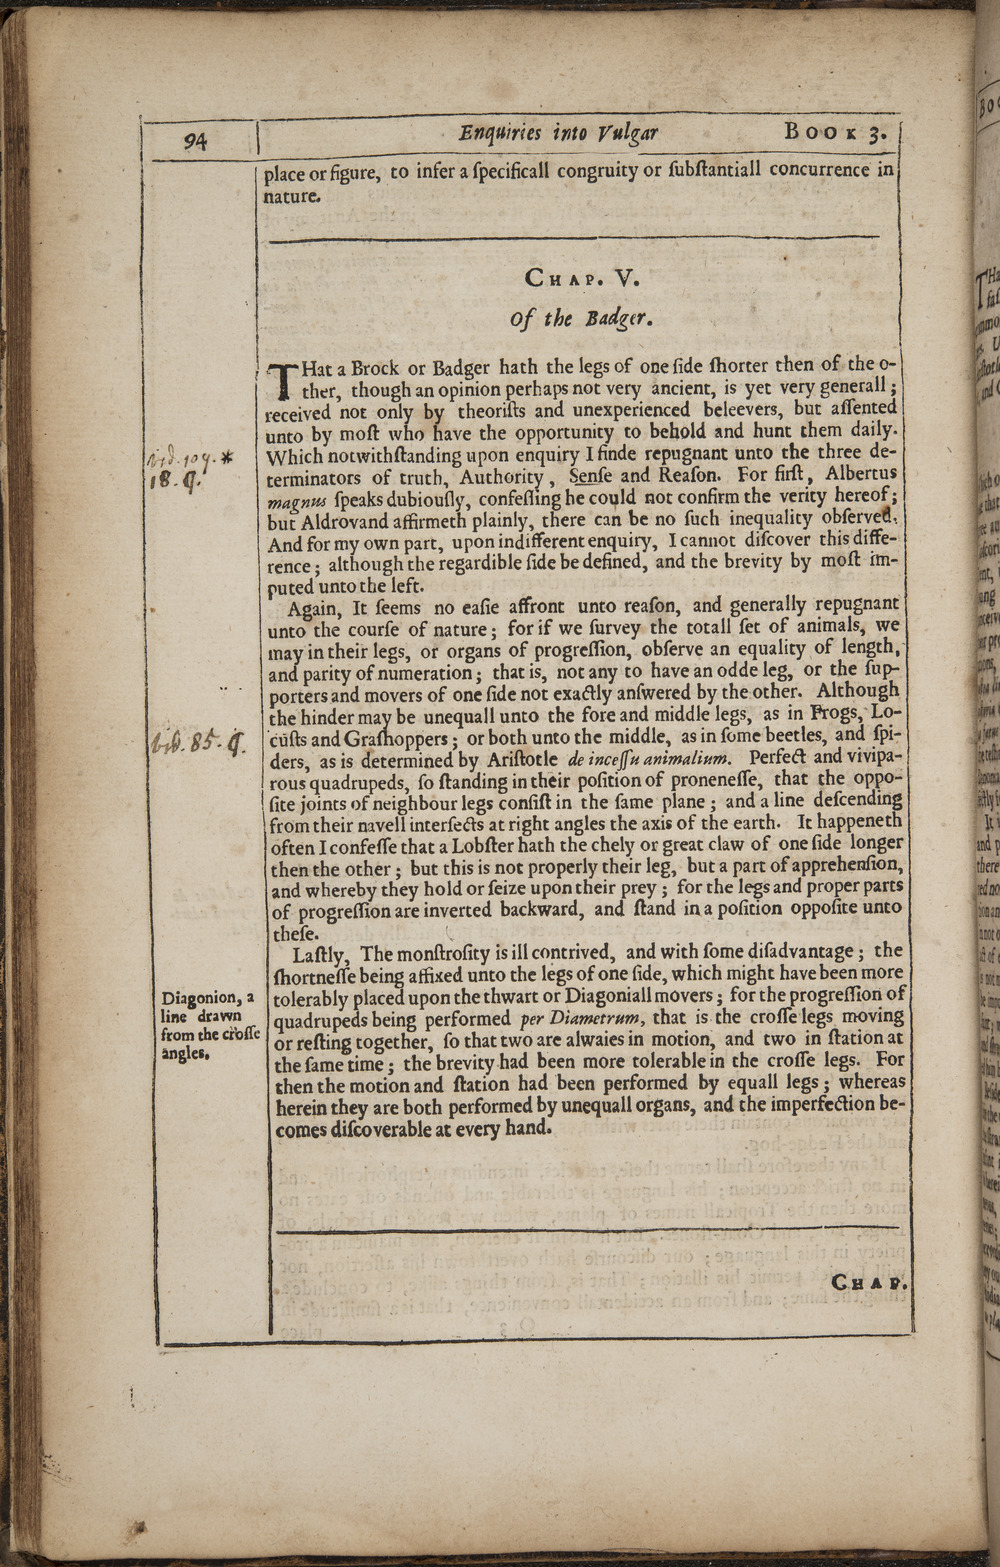 94
Enquiries into Vulgar
BOOK 3.
place or figure, to infer a ſpecificall congruity or ſubſtantiall concurrence in
nature.
CHAP. V.
Of the Badger.
THat a Brock or Badger hath the legs of one ſide ſhorter then of the o-
ther, though an opinion perhaps not very ancient, is yet very generall;
received not only by theoriſts and unexperienced beleevers, but aſſented
unto by moſt who have the opportunity to behold and hunt them daily.
Which notwithſtanding upon enquiry I finde repugnant unto the three de-
terminators of truth, Authority, Senſe and Reaſon. For firſt, Albertus
magnus ſpeaks dubiouſly, confeſſing he could not confirm the verity hereof;
but Aldrovand affirmeth plainly, there can be no ſuch inequality obſerved.
And for my own part, upon indifferent enquiry, I cannot diſcover this diffe-
rence; although the regardible ſide be defined, and the brevity by moſt im-
puted unto the left.
vid. 109. *
18. q.
Again, It ſeems no eaſie affront unto reaſon, and generally repugnant
unto the courſe of nature; for if we ſurvey the totall ſet of animals, we
may in their legs, or organs of progreſſion, obſerve an equality of length,
and parity of numeration; that is, not any to have an odde leg, or the ſup-
porters and movers of one ſide not exactly anſwered by the other. Although
the hinder may be unequall unto the fore and middle legs, as in Frogs, Lo-
cuſts and Graſhoppers; or both unto the middle, as in ſome beetles, and ſpi-
ders, as is determined by Ariſtotle de inceſſu animalium. Perfect and vivipa-
rous quadrupeds, ſo ſtanding in their poſition of proneneſſe, that the oppo-
ſite joints of neighbour legs conſiſt in the ſame plane; and a line deſcending
from their navell interſects at right angles the axis of the earth. It happeneth
often I confeſſe that a Lobſter hath the chely or great claw of one ſide longer
then the other; but this is not properly their leg, but a part of apprehenſion,
and whereby they hold or ſeize upon their prey; for the legs and proper parts
of progreſſion are inverted backward, and ſtand in a poſition oppoſite unto
theſe.
85. q.
Laſtly, The monſtroſity is ill contrived, and with ſome diſadvantage; the
ſhortneſſe being affixed unto the legs of one ſide, which might have been more
tolerably placed upon the thwart or Diagoniall movers; for the progreſſion of
quadrupeds being performed per Diametrum, that is the croſſe legs moving
or reſting together, ſo that two are alwaies in motion, and two in ſtation at
the ſame time; the brevity had been more tolerable in the croſſe legs. For
then the motion and ſtation had been performed by equall legs; whereas
herein they are both performed by unequall organs, and the imperfection be-
comes diſcoverable at every hand.
Diagonion, a
line drawn
from the croſſe
angles.
CHAP.